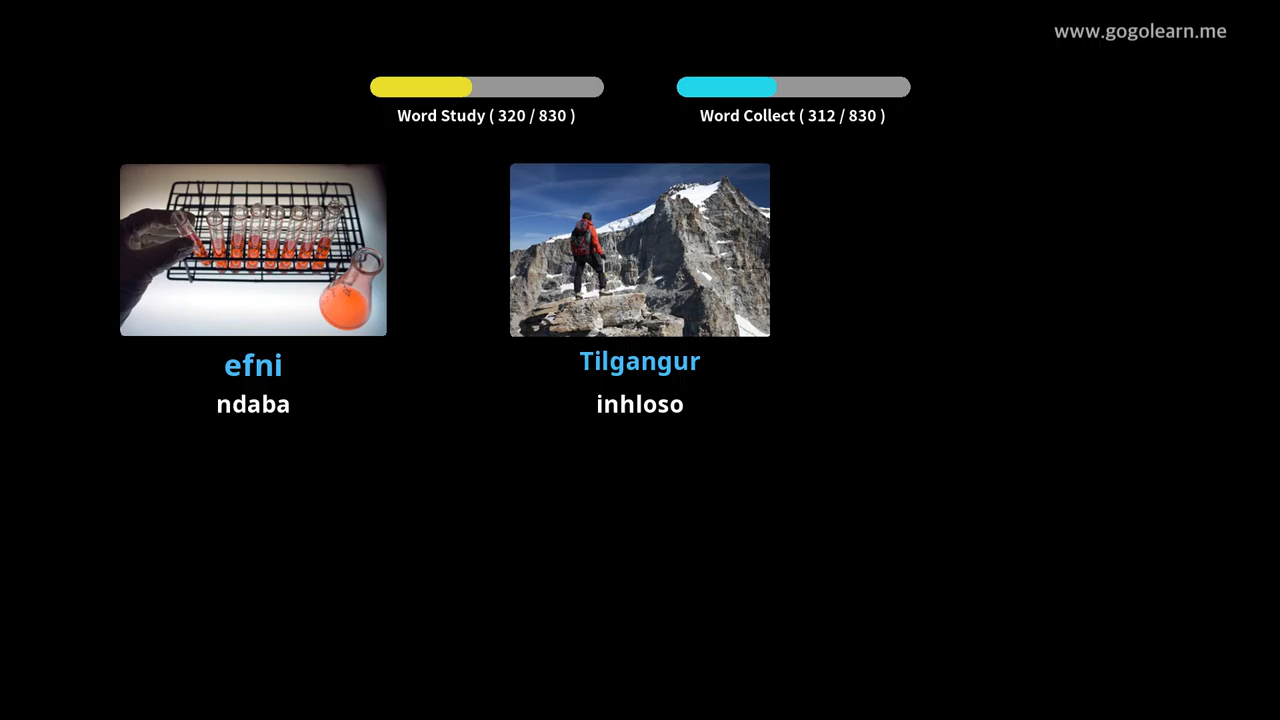 www.gogolearn.me
Word Study ( 320 / 830 )
Word Collect ( 312 / 830 )
efni
ndaba
Tilgangur
inhloso